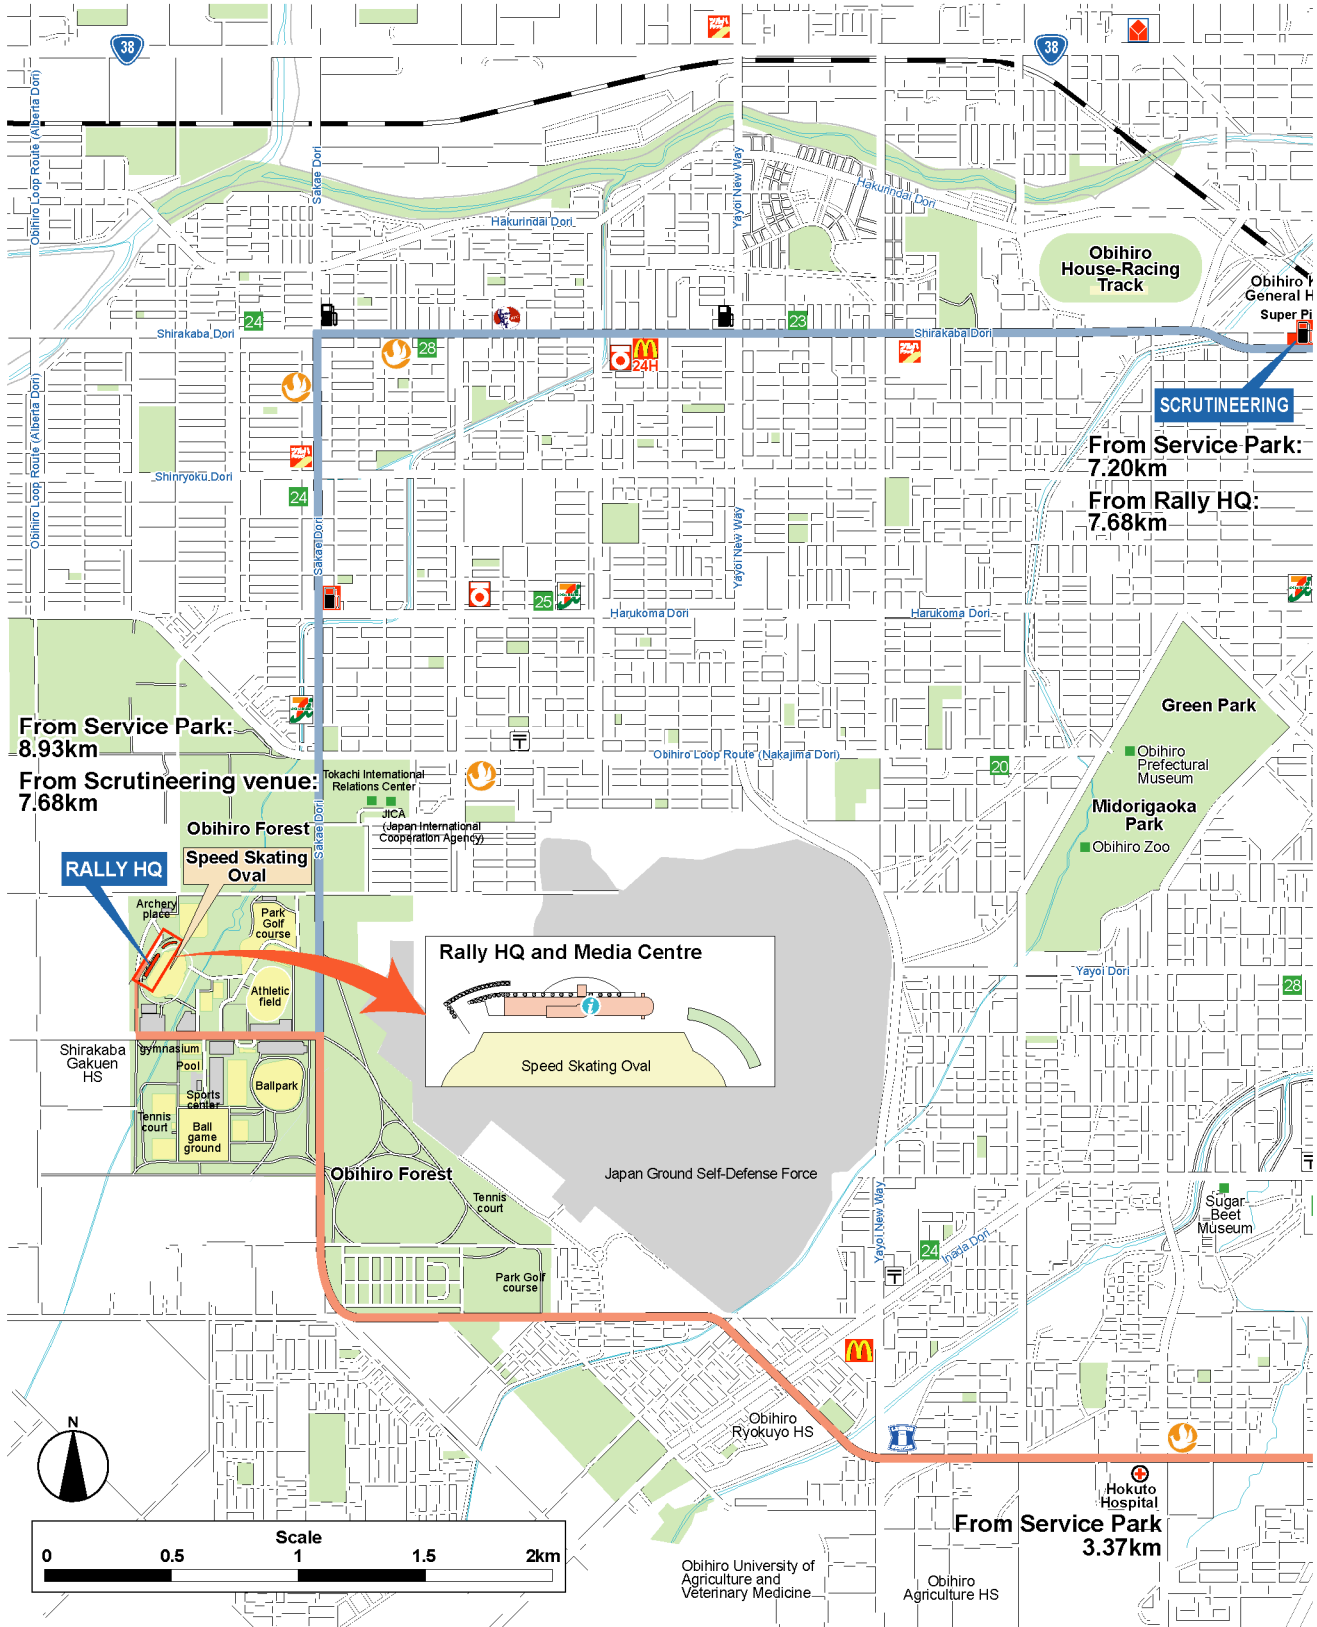 38
38
Obihiro Loop Route (Alberta Dori)
Sakae Dori
Yayoi New Way
Hakurindai Dori
Hakurindai Dori
Obihiro
House-Racing
Track
Obihiro K
General H
Super Pi
24
Shirakaba Dori
23
Shirakaba Dori
28
24H
SCRUTINEERING
From Service Park:
7.20km
From Rally HQ:
7.68km
Obihiro Loop Route (Alberta Dori)
Shinryoku Dori
24
Sakae Dori
Yayoi New Way
25
Harukoma Dori
Harukoma Dori
Green Park
From Service Park:
8.93km
From Scrutineering venue:
7.68km
〒
Obihiro Loop Route (Nakajima Dori)
20
Obihiro
Prefectural
Museum
Midorigaoka
Park
Obihiro Zoo
Tokachi International
Relations Center
JICA
(Japan International
Cooperation Agency)
Sakae Dori
Obihiro Forest
RALLY HQ
Speed Skating
Oval
Archery
place
Park
Golf
course
Athletic
field
Rally HQ and Media Centre
i
Speed Skating Oval
Yayoi Dori
28
Shirakaba
Gakuen
HS
gymnasium
Pool
Ballpark
Sports
center
Tennis
court
Ball
game
ground
Obihiro Forest
Japan Ground Self-Defense Force
Tennis
court
〒
Sugar
Beet
Museum
Yayoi New Way
24
Inada Dori
〒
Park Golf
course
Obihiro
Ryokuyo HS
N
Hokuto
Hospital
From Service Park
3.37km
Scale
0 0.5 1 1.5 2km
Obihiro University of
Agriculture and
Veterinary Medicine
Obihiro
Agriculture HS